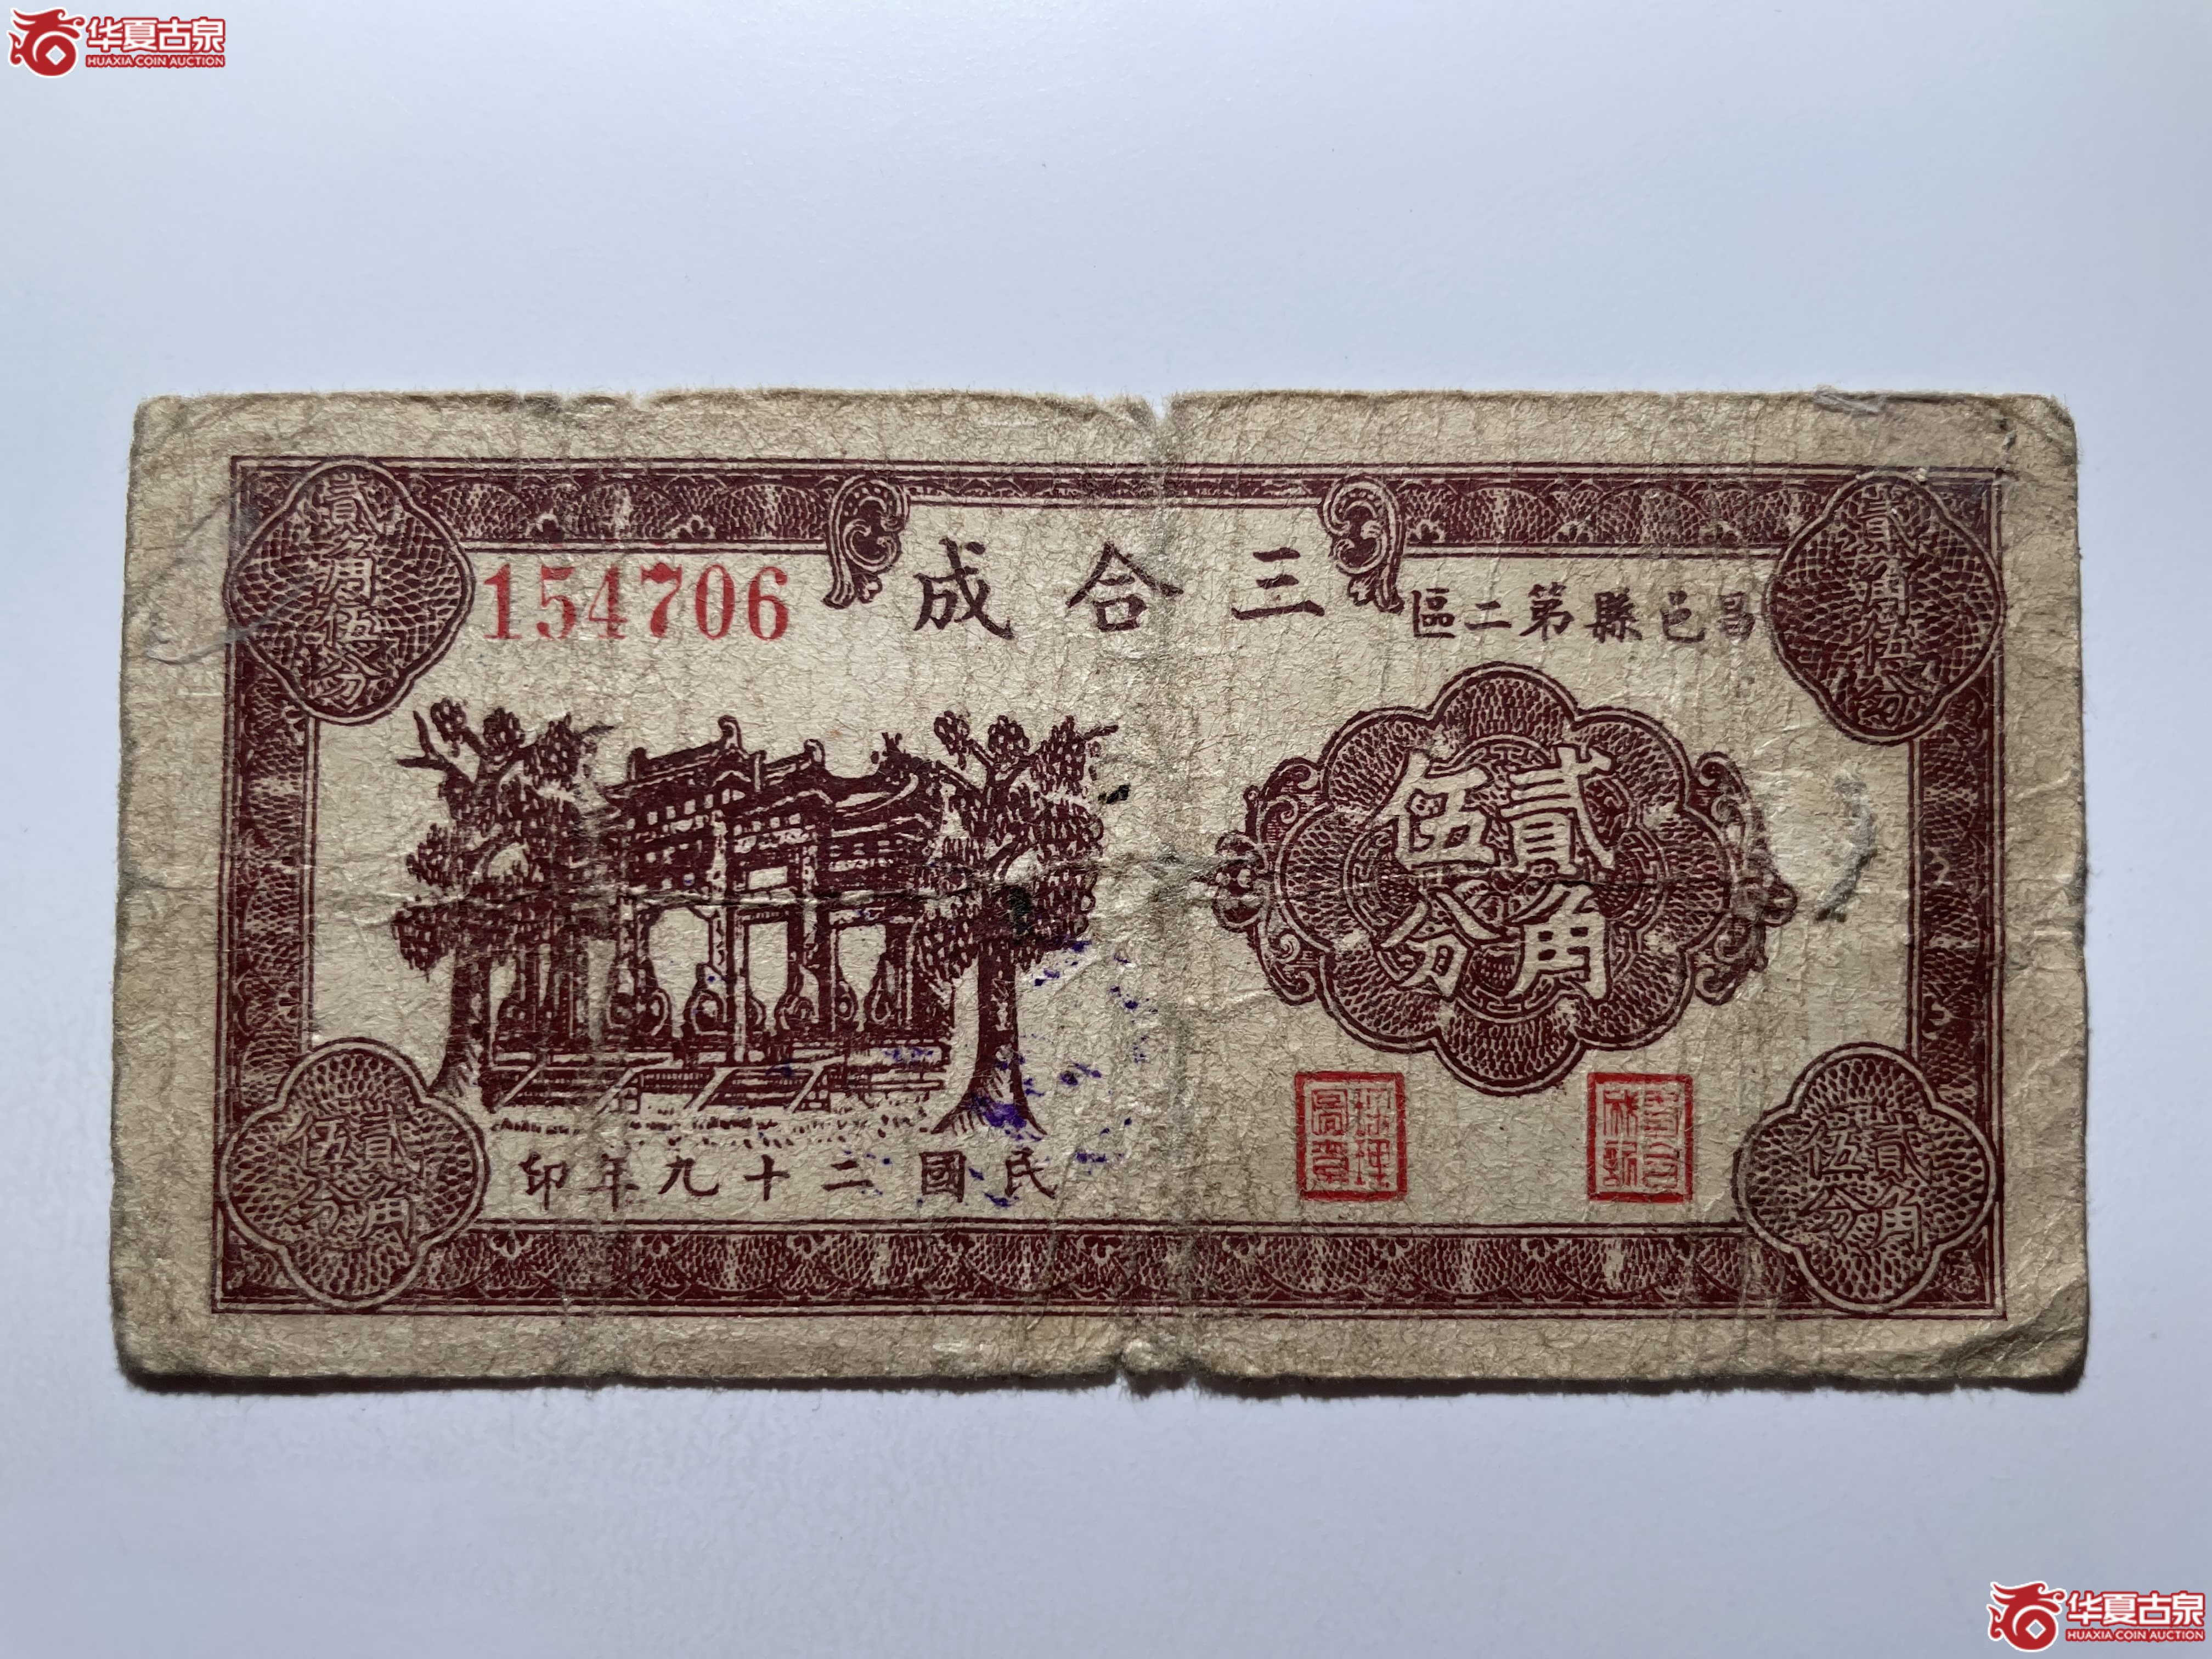 华夏古泉
HUAXIA COIN AUCTION
三合成
昌邑縣第二區
154706
貳角伍分
貳角伍分
貳角伍分
民國二十九年印
貳角伍分
貳角伍分
华夏古泉
HUAXIA COIN AUCTION